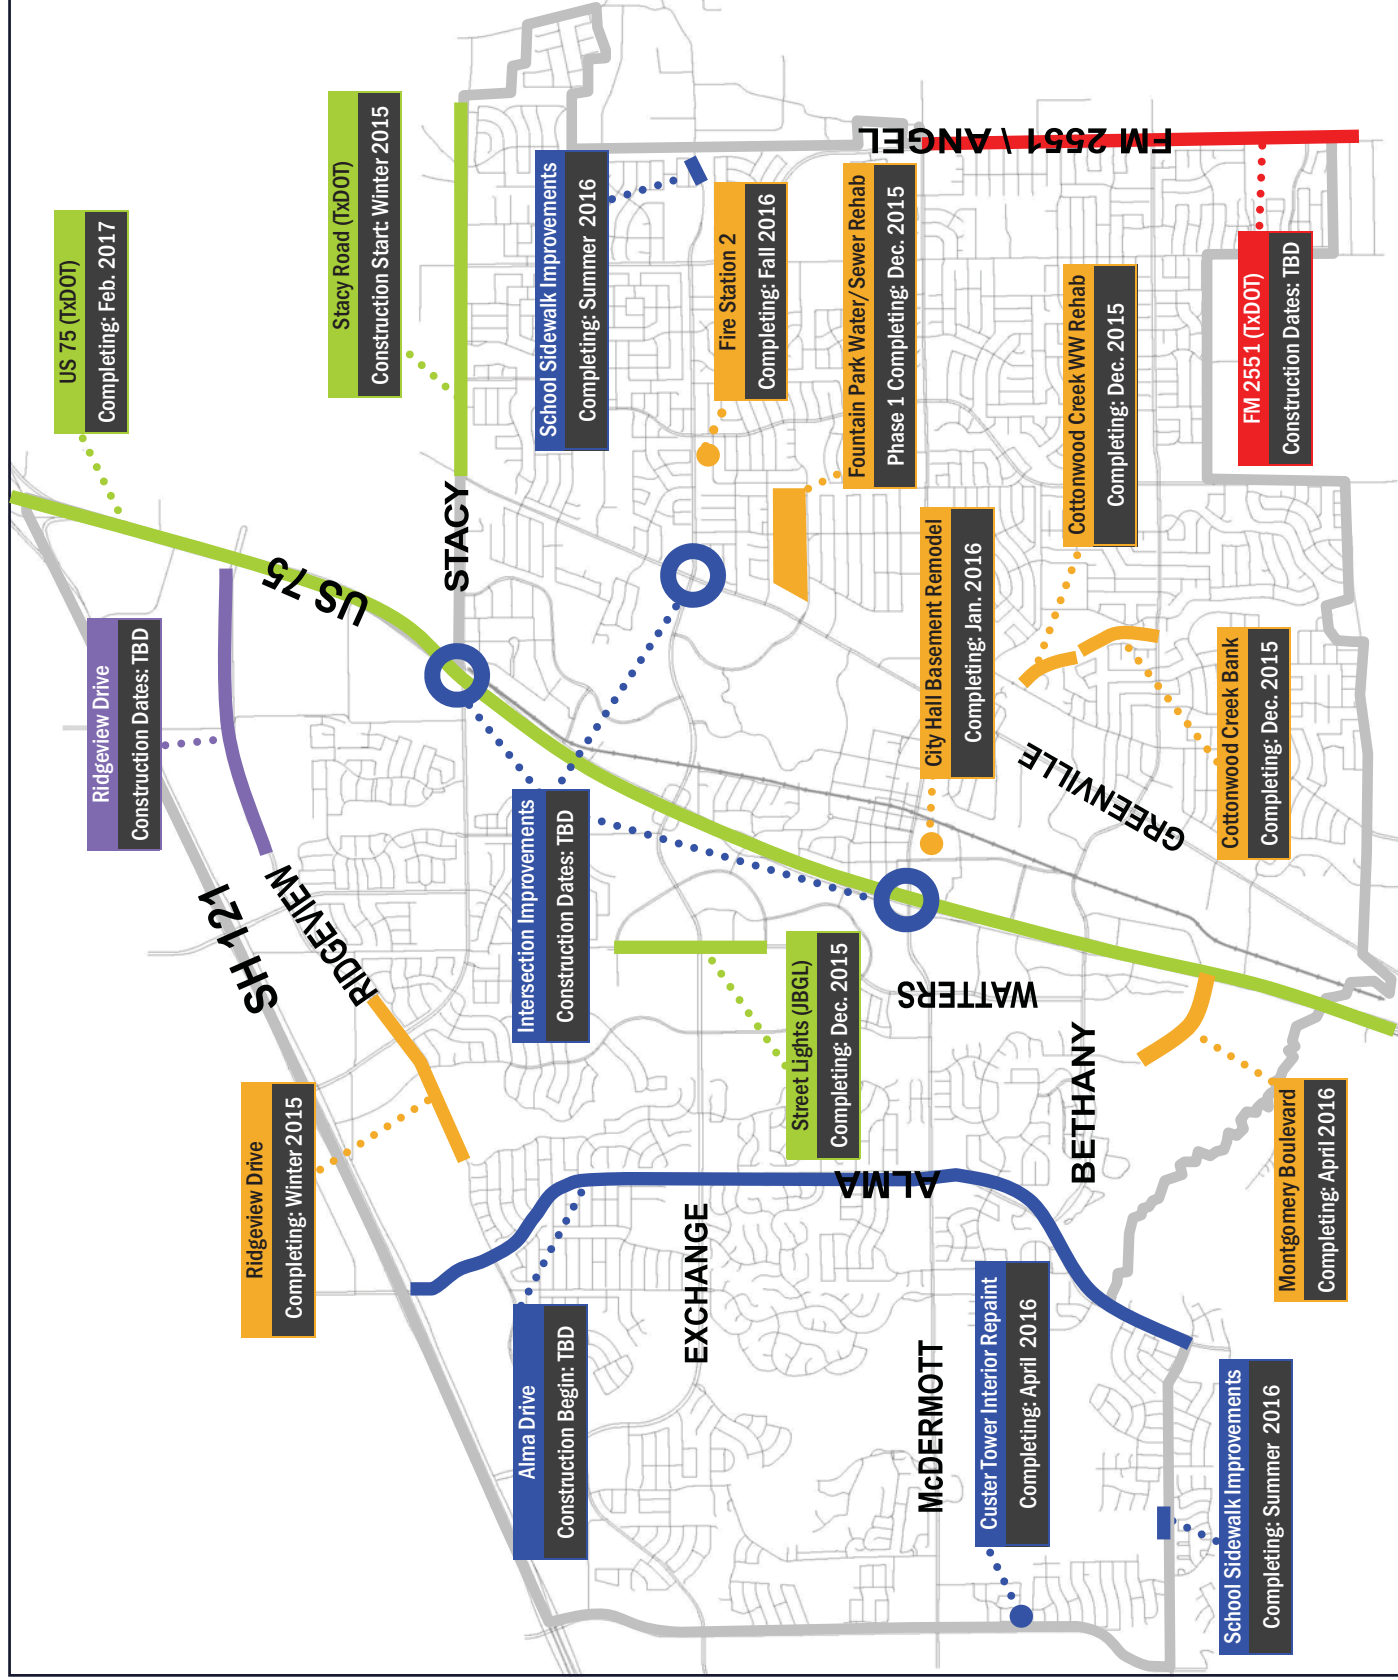 US 75 (TxDOT)
Completing: Feb. 2017
Stacy Road (TxDOT)
Construction Start: Winter 2015
School Sidewalk Improvements
Completing: Summer 2016
Fire Station 2
Completing: Fall 2016
Fountain Park Water/Sewer Rehab
Phase 1 Completing: Dec. 2015
FM 2551 \ ANGEL
Cottonwood Creek WW Rehab
Completing: Dec. 2015
FM 2551 (TxDOT)
Construction Dates: TBD
US 75
STACY
Ridgeview Drive
Construction Dates: TBD
SH 121
RIDGEVIEW
Intersection Improvements
Construction Dates: TBD
City Hall Basement Remodel
Completing: Jan. 2016
GREENVILLE
Cottonwood Creek Bank
Completing: Dec. 2015
Street Lights (JBGL)
Completing: Dec. 2015
WATTERS
BETHANY
Ridgeview Drive
Completing: Winter 2015
ALMA
EXCHANGE
Montgomery Boulevard
Completing: April 2016
Alma Drive
Construction Begin: TBD
McDERMOTT
Custer Tower Interior Repaint
Completing: April 2016
School Sidewalk Improvements
Completing: Summer 2016